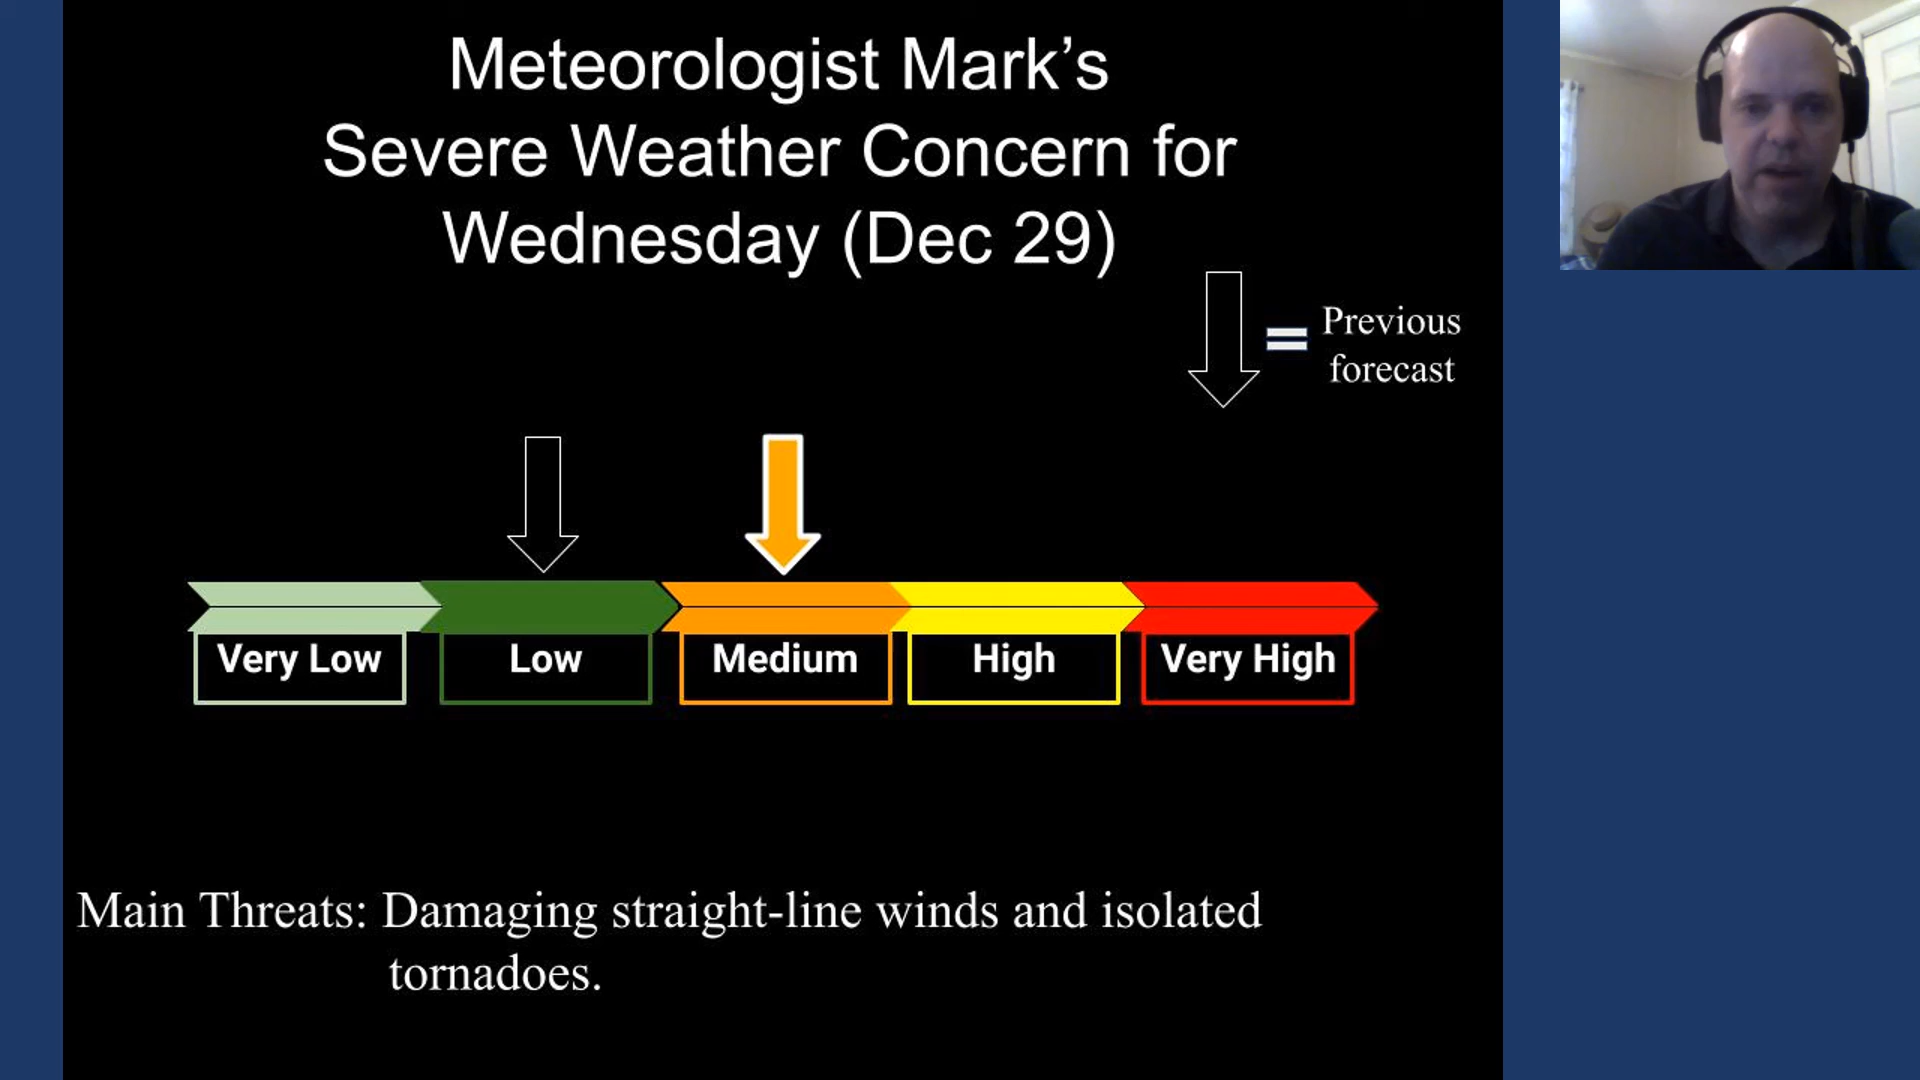 Meteorologist Mark’s
Severe Weather Concern for
Wednesday (Dec 29)
Previous
forecast
Very Low
Low
Medium
High
Very High
Main Threats: Damaging straight-line winds and isolated
tornadoes.